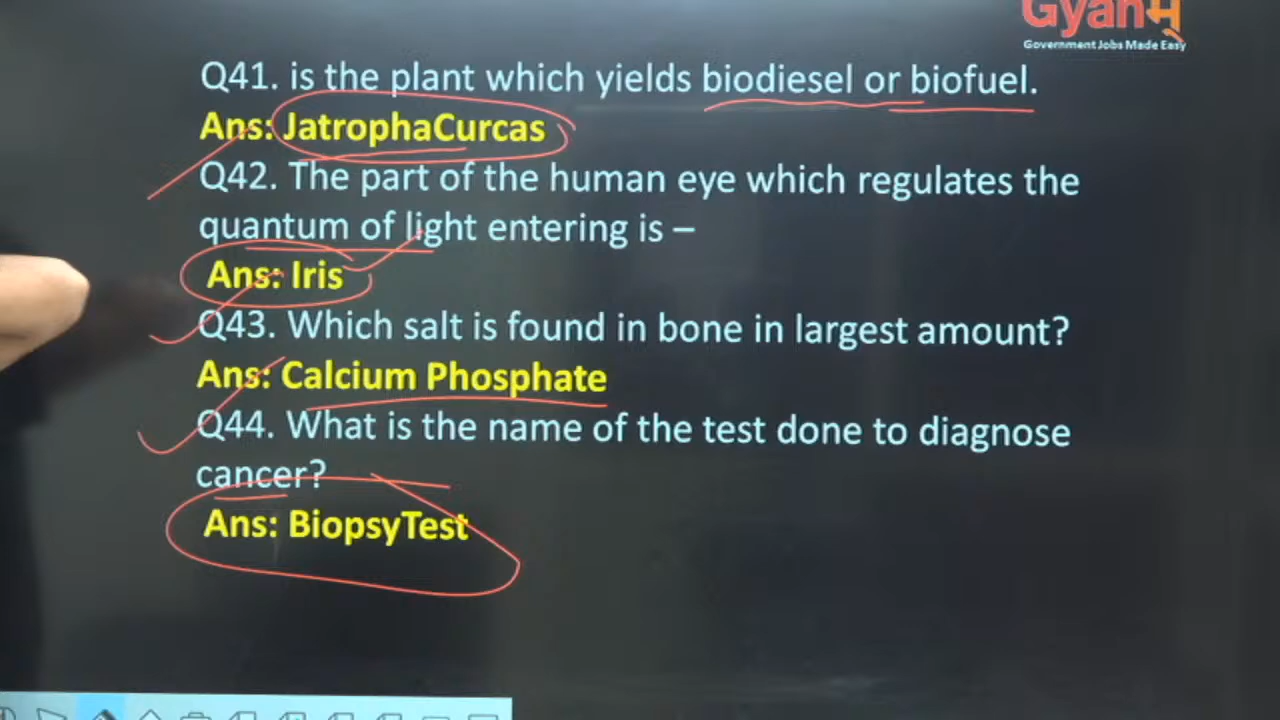 Gyanम्
Government Jobs Made Easy
Q41. is the plant which yields biodiesel or biofuel.
Ans: JatrophaCurcas
Q42. The part of the human eye which regulates the
quantum of light entering is –
Ans: Iris
Q43. Which salt is found in bone in largest amount?
Ans: Calcium Phosphate
Q44. What is the name of the test done to diagnose
cancer?
Ans: BiopsyTest